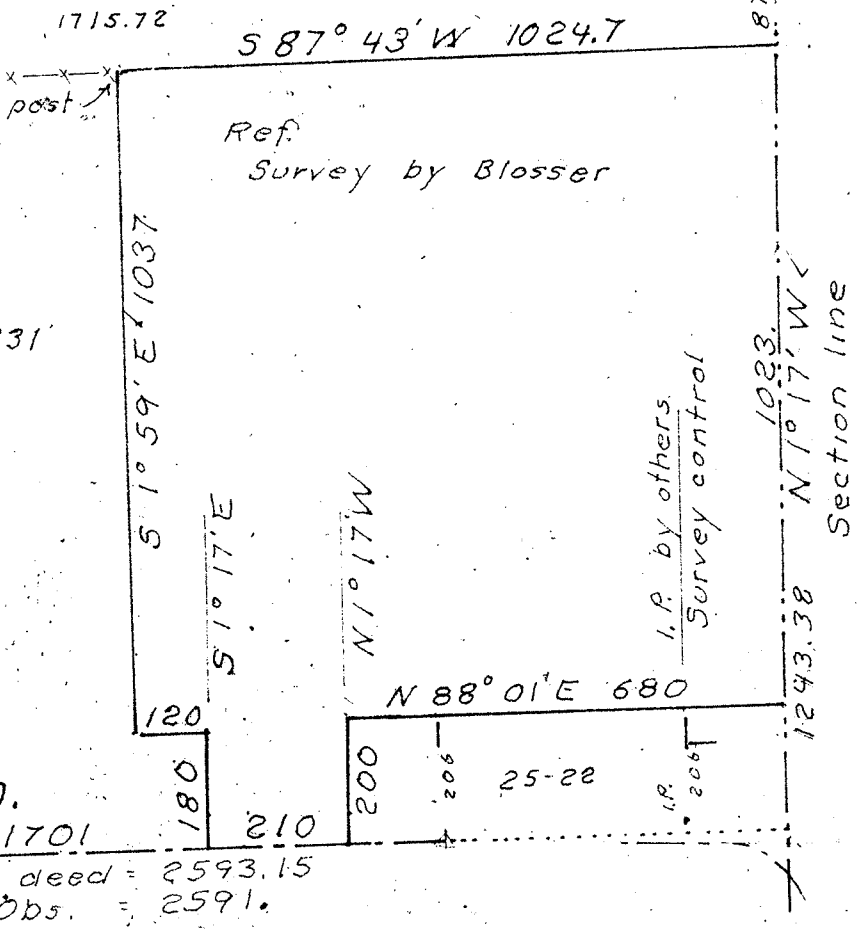 1715.72
S 87° 43' W 1024.7
87
post
Ref.
Survey by Blosser
S 1° 59' E 1037
31'
1023.
N 1° 17' W
Section line
S 1° 17' E
N 1° 17' W
I.P. by others
Survey control
1243.38
N 88° 01' E 680
120
180
200
206
25-22
I.P.
206
1701
210
deed = 2593.15
Obs. = 2591.